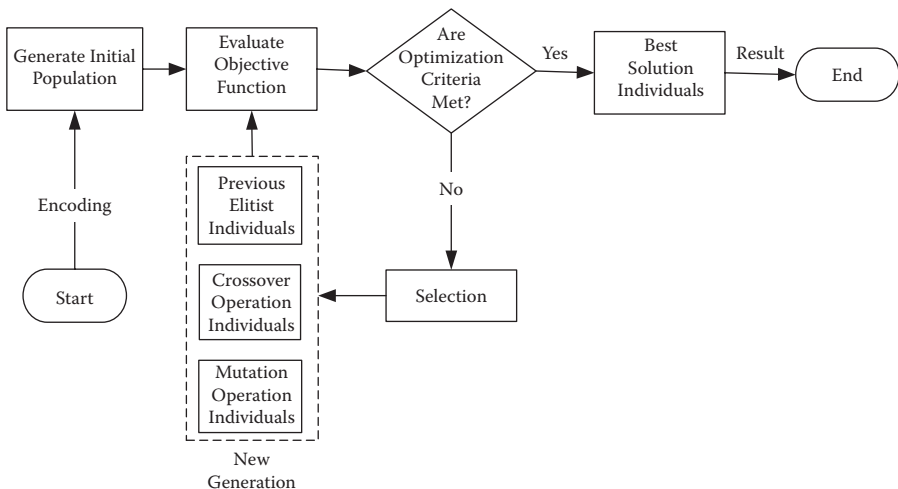 Generate Initial
Population
Evaluate
Objective
Function
Are
Optimization
Criteria
Met?
Yes
Best
Solution
Individuals
Result
End
Encoding
Start
Previous
Elitist
Individuals
Crossover
Operation
Individuals
Mutation
Operation
Individuals
New
Generation
No
Selection